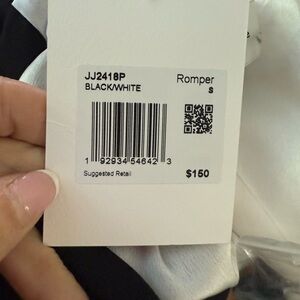 JJ2418P Romper
BLACK/WHITE S
1 92934 54642 3
Suggested Retail $150